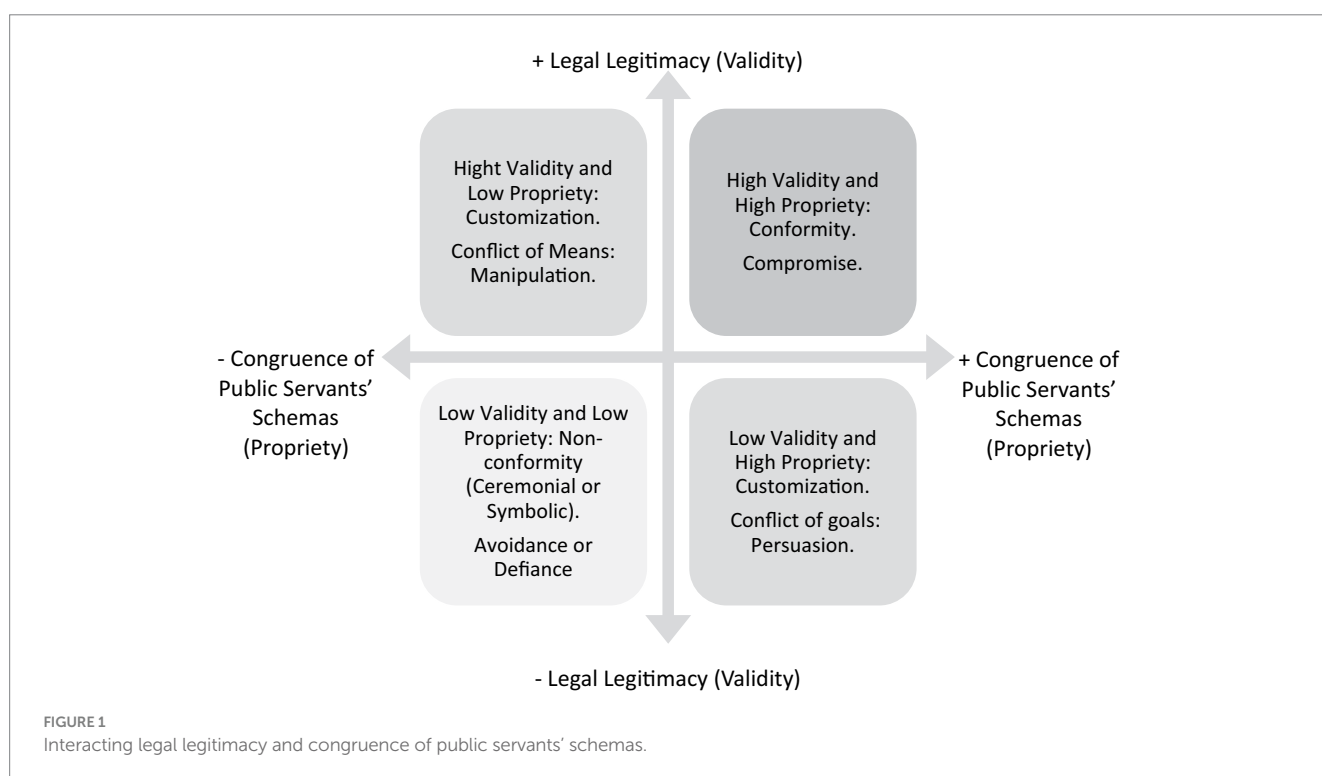 + Legal Legitimacy (Validity)
Hight Validity and
Low Propriety:
Customization.
Conflict of Means:
Manipulation.
High Validity and
High Propriety:
Conformity.
Compromise.
- Congruence of
Public Servants’
Schemas
(Propriety)
+ Congruence of
Public Servants’
Schemas
(Propriety)
Low Validity and Low
Propriety: Non-
conformity
(Ceremonial or
Symbolic).
Avoidance or
Defiance
Low Validity and
High Propriety:
Customization.
Conflict of goals:
Persuasion.
- Legal Legitimacy (Validity)
FIGURE 1
Interacting legal legitimacy and congruence of public servants’ schemas.